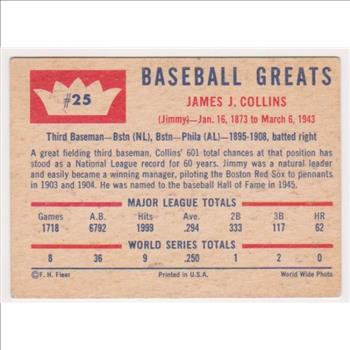 #25
BASEBALL GREATS
JAMES J. COLLINS
(Jimmy)—Jan. 16, 1873 to March 6, 1943
Third Baseman—Bstn (NL), Bstn—Phila (AL)—1895-1908, batted right
A great fielding third baseman, Collins' 601 total chances at that position has
stood as a National League record for 60 years. Jimmy was a natural leader
and easily became a winning manager, piloting the Boston Red Sox to pennants
in 1903 and 1904. He was named to the baseball Hall of Fame in 1945.
MAJOR LEAGUE TOTALS
Games A.B. Hits Ave. 2B 3B HR
1718 6792 1999 .294 333 117 62
WORLD SERIES TOTALS
8 36 9 .250 1 2 0
©F. H. Fleer Printed in U.S.A. World Wide Photo